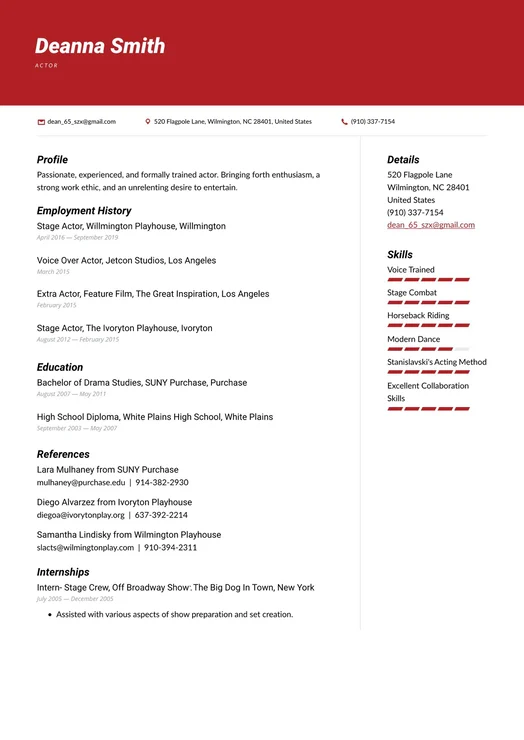 Deanna Smith
ACTOR
dean_65_szx@gmail.com
520 Flagpole Lane, Wilmington, NC 28401, United States
(910) 337-7154
Profile
Passionate, experienced, and formally trained actor. Bringing forth enthusiasm, a
strong work ethic, and an unrelenting desire to entertain.
Employment History
Stage Actor, Willmington Playhouse, Willmington
April 2016 — September 2019
Voice Over Actor, Jetcon Studios, Los Angeles
March 2015
Extra Actor, Feature Film, The Great Inspiration, Los Angeles
February 2015
Stage Actor, The Ivoryton Playhouse, Ivoryton
August 2012 — February 2015
Education
Bachelor of Drama Studies, SUNY Purchase, Purchase
August 2007 — May 2011
High School Diploma, White Plains High School, White Plains
September 2003 — May 2007
References
Lara Mulhaney from SUNY Purchase
mulhaney@purchase.edu | 914-382-2930
Diego Alvarzez from Ivoryton Playhouse
diegoa@ivorytonplay.org | 637-392-2214
Samantha Lindisky from Wilmington Playhouse
slacts@wilmingtonplay.com | 910-394-2311
Internships
Intern- Stage Crew, Off Broadway Show: The Big Dog In Town, New York
July 2005 — December 2005
• Assisted with various aspects of show preparation and set creation.
Details
520 Flagpole Lane
Wilmington, NC 28401
United States
(910) 337-7154
dean_65_szx@gmail.com
Skills
Voice Trained
Stage Combat
Horseback Riding
Modern Dance
Stanislavski's Acting Method
Excellent Collaboration
Skills